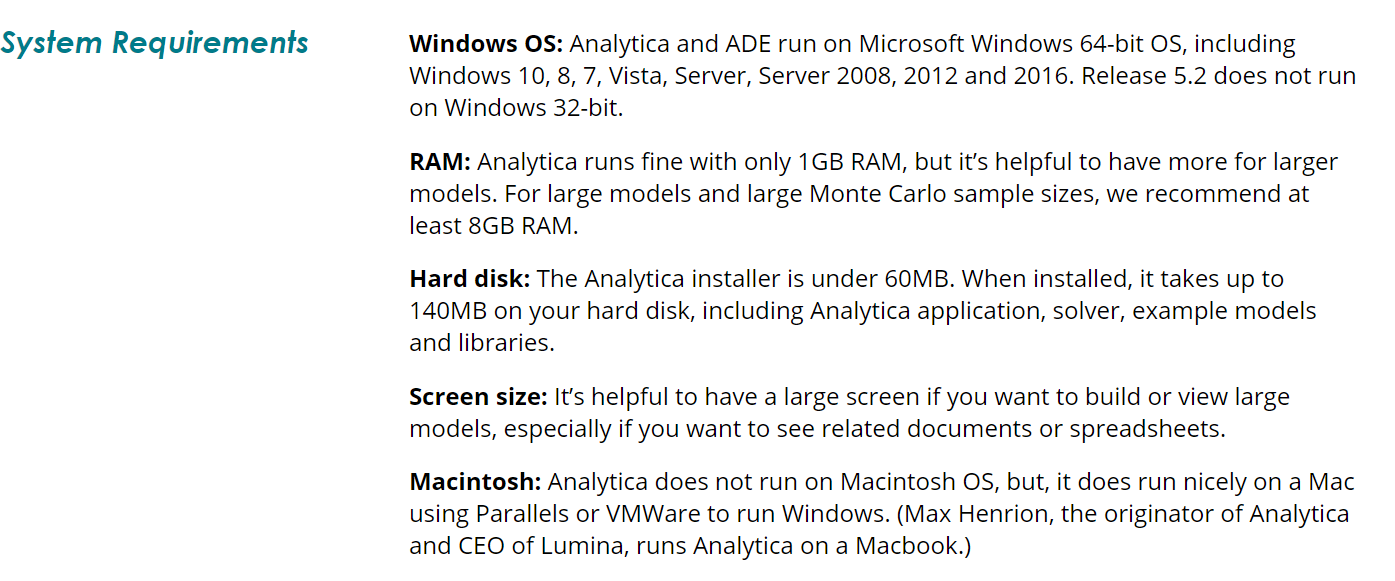 System Requirements
Windows OS: Analytica and ADE run on Microsoft Windows 64-bit OS, including
Windows 10, 8, 7, Vista, Server, Server 2008, 2012 and 2016. Release 5.2 does not run
on Windows 32-bit.
RAM: Analytica runs fine with only 1GB RAM, but it’s helpful to have more for larger
models. For large models and large Monte Carlo sample sizes, we recommend at
least 8GB RAM.
Hard disk: The Analytica installer is under 60MB. When installed, it takes up to
140MB on your hard disk, including Analytica application, solver, example models
and libraries.
Screen size: It’s helpful to have a large screen if you want to build or view large
models, especially if you want to see related documents or spreadsheets.
Macintosh: Analytica does not run on Macintosh OS, but, it does run nicely on a Mac
using Parallels or VMWare to run Windows. (Max Henrion, the originator of Analytica
and CEO of Lumina, runs Analytica on a Macbook.)